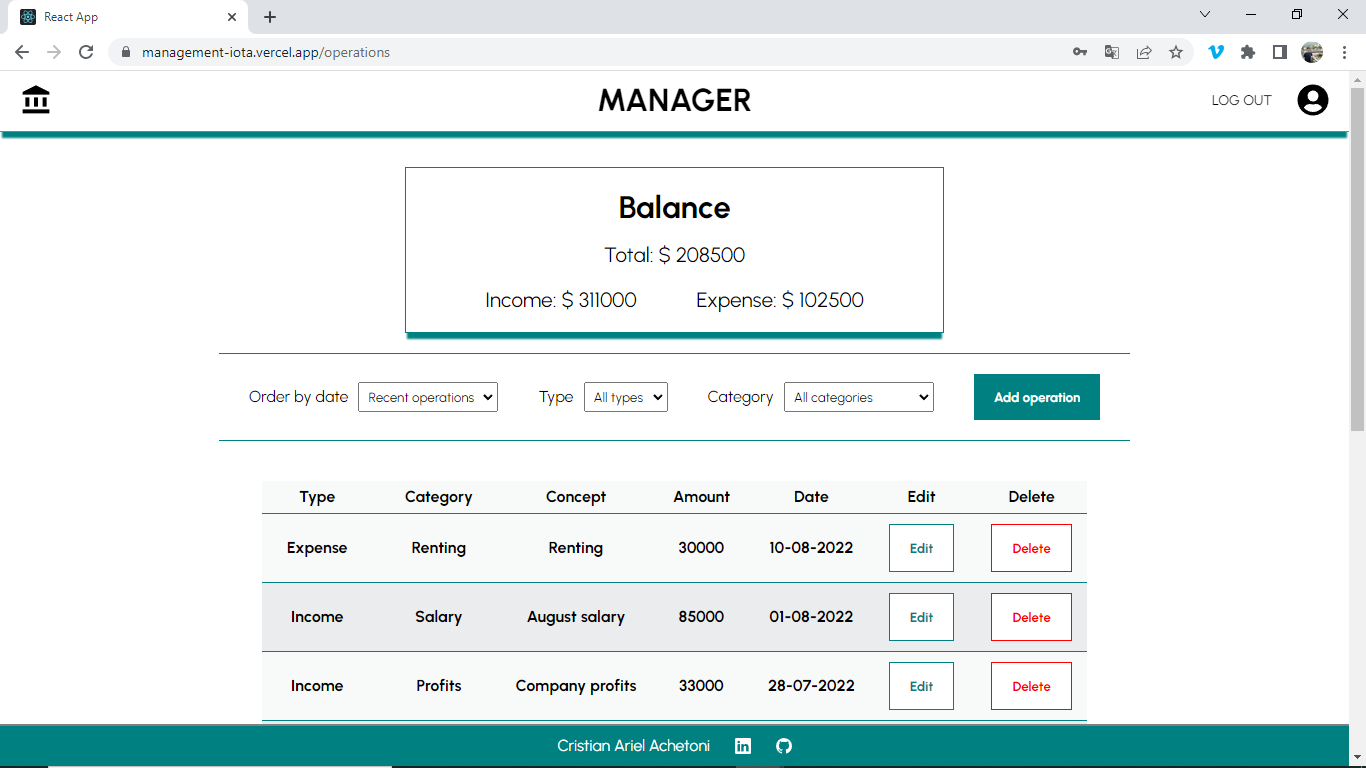 React App
management-iota.vercel.app/operations
MANAGER
LOG OUT
Balance
Total: $ 208500
Income: $ 311000 Expense: $ 102500
Order by date Recent operations Type All types Category All categories Add operation
Type Category Concept Amount Date Edit Delete
Expense Renting Renting 30000 10-08-2022 Edit Delete
Income Salary August salary 85000 01-08-2022 Edit Delete
Income Profits Company profits 33000 28-07-2022 Edit Delete
Cristian Ariel Achetoni